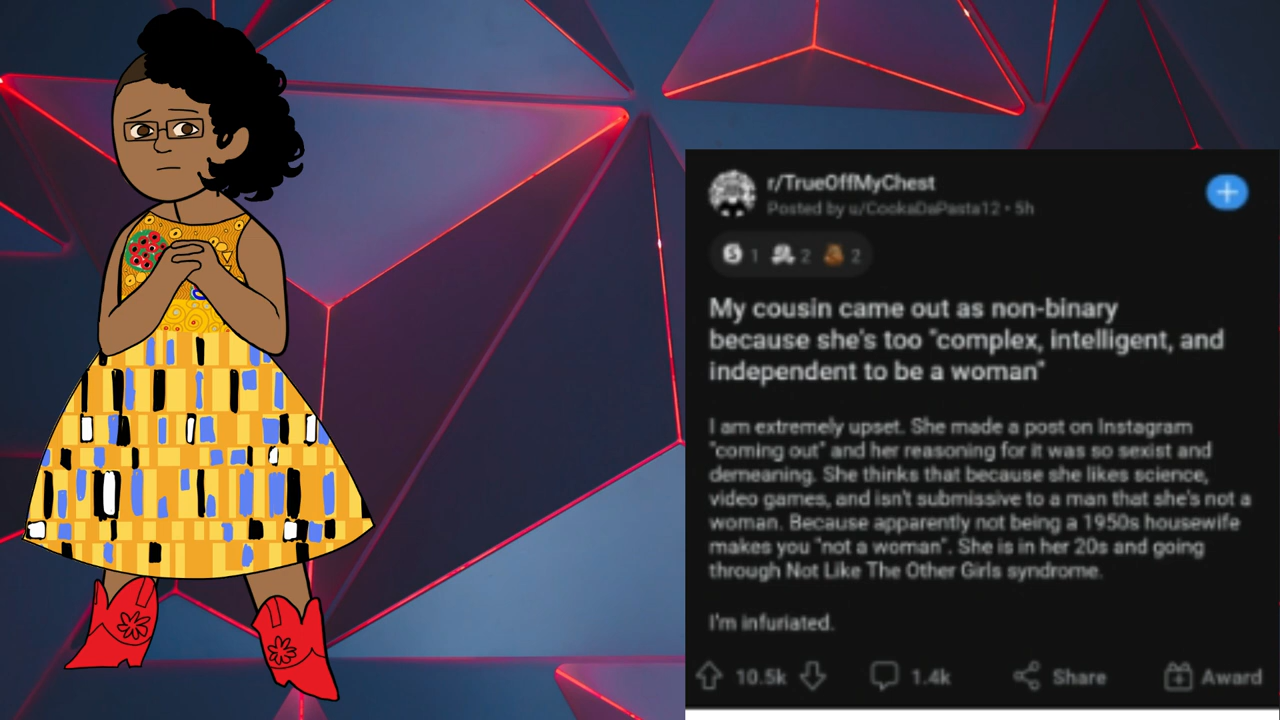 r/TrueOffMyChest
Posted by u/CookaDaPasta12 • 5h
1 2 2
My cousin came out as non-binary
because she's too "complex, intelligent, and
independent to be a woman"
I am extremely upset. She made a post on Instagram
"coming out" and her reasoning for it was so sexist and
demeaning. She thinks that because she likes science,
video games, and isn't submissive to a man that she's not a
woman. Because apparently not being a 1950s housewife
makes you "not a woman". She is in her 20s and going
through Not Like The Other Girls syndrome.
I'm infuriated.
10.5k 1.4k Share Award